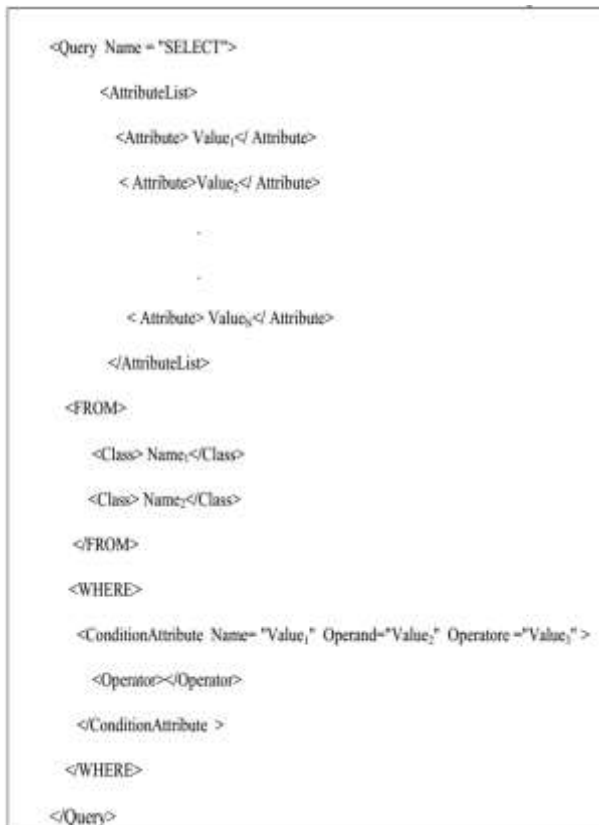 <Query Name = "SELECT">
<AttributeList>
<Attribute> Value₁</ Attribute>
< Attribute>Value₂</ Attribute>
.
.
< Attribute> Valueₙ</ Attribute>
</AttributeList>
<FROM>
<Class> Name₁</Class>
<Class> Name₂</Class>
</FROM>
<WHERE>
<ConditionAttribute Name= "Value₁" Operand="Value₂" Operatore ="Value₃" >
<Operator></Operator>
</ConditionAttribute >
</WHERE>
</Query>